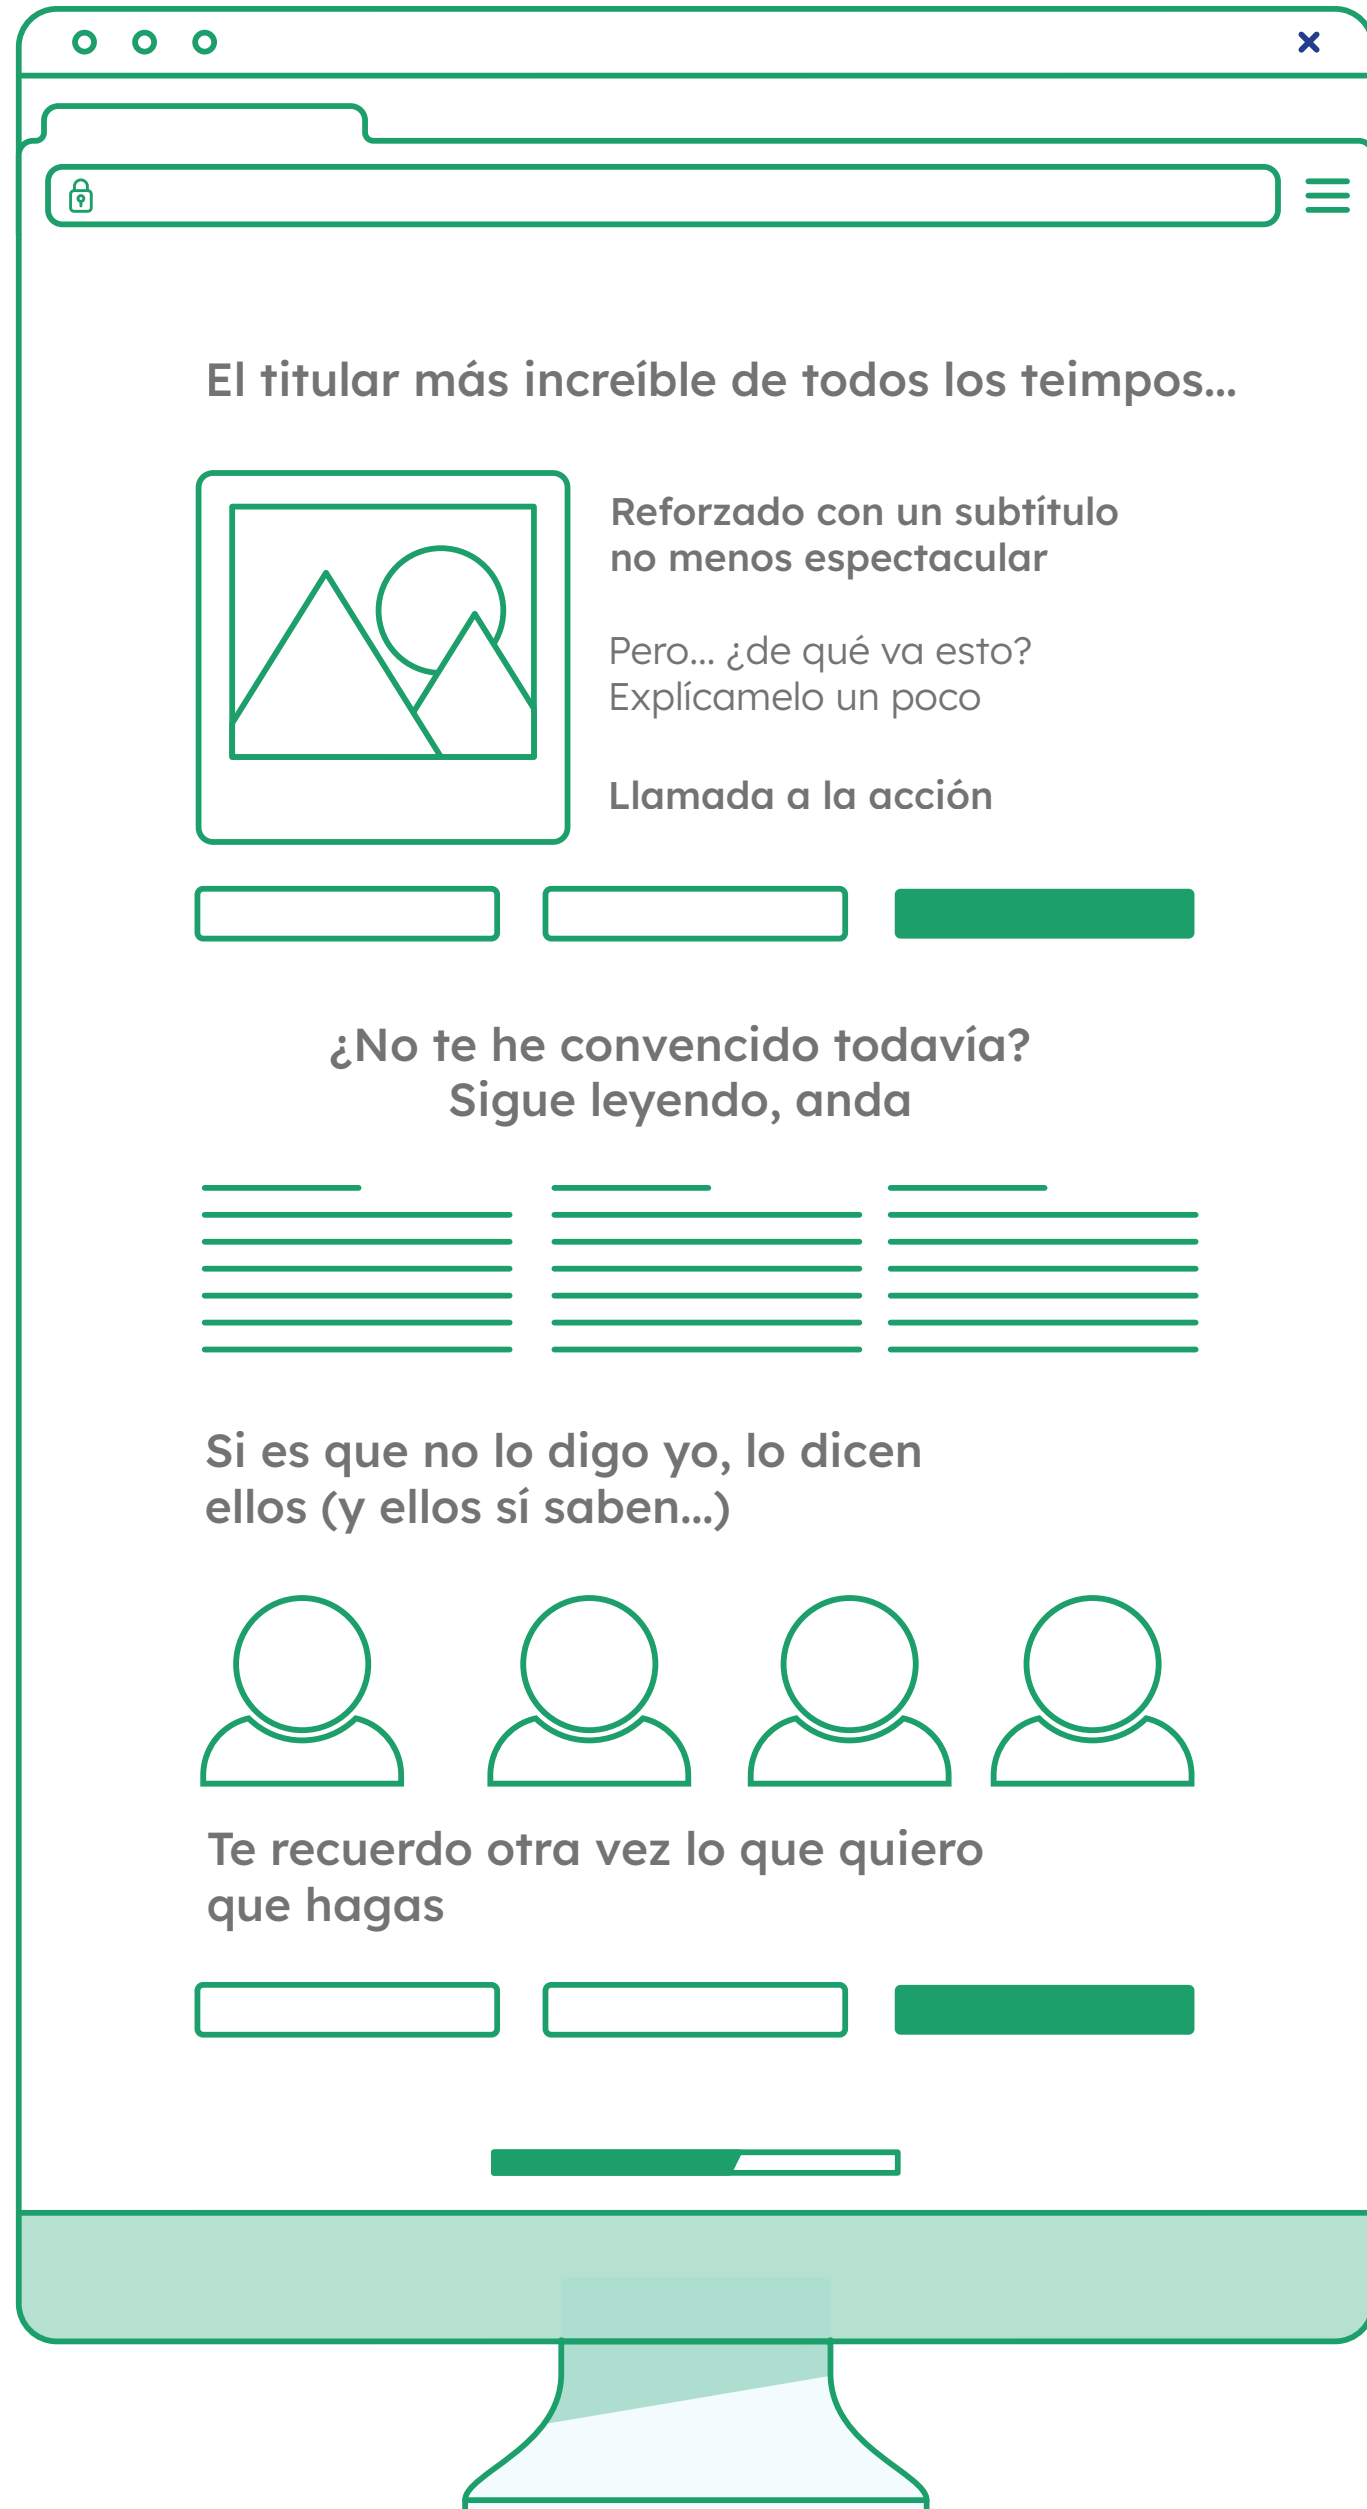 El titular más increíble de todos los teimpos...
Reforzado con un subtítulo
no menos espectacular
Pero... ¿de qué va esto?
Explícamelo un poco
Llamada a la acción
¿No te he convencido todavía?
Sigue leyendo, anda
Si es que no lo digo yo, lo dicen
ellos (y ellos sí saben...)
Te recuerdo otra vez lo que quiero
que hagas